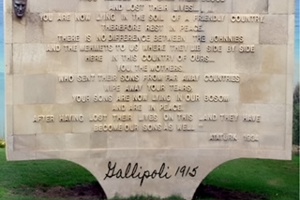 AND LOST THEIR LIVES...
YOU ARE NOW LIVING IN THE SOIL OF A FRIENDLY COUNTRY
THEREFORE REST IN PEACE.
THERE IS NO DIFFERENCE BETWEEN THE JOHNNIES
AND THE MEHMETS TO US WHERE THEY LIE SIDE BY SIDE
HERE IN THIS COUNTRY OF OURS...
YOU, THE MOTHERS,
WHO SENT THEIR SONS FROM FAR AWAY COUNTRIES
WIPE AWAY YOUR TEARS;
YOUR SONS ARE NOW LYING IN OUR BOSOM
AND ARE IN PEACE.
AFTER HAVING LOST THEIR LIVES ON THIS LAND THEY HAVE
BECOME OUR SONS AS WELL."
ATATURK 1934
Gallipoli 1915